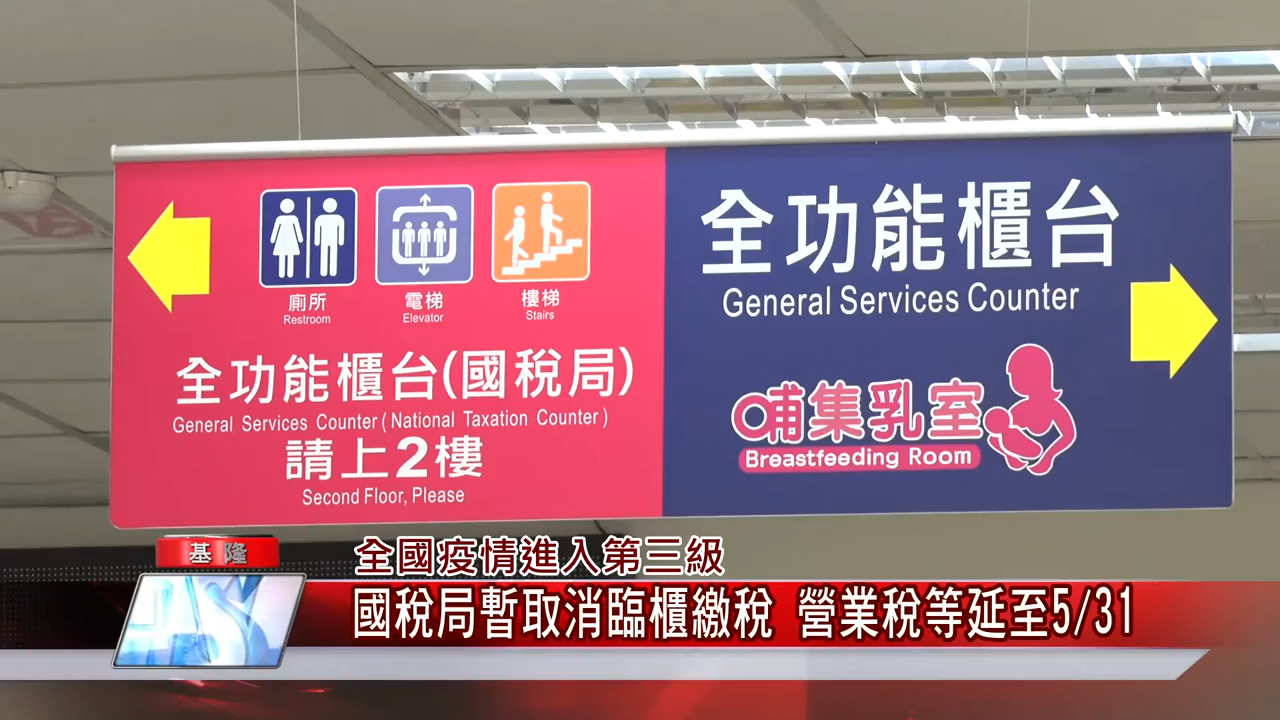 廁所
Restroom
電梯
Elevator
樓梯
Stairs
全功能櫃台(國稅局)
General Services Counter (National Taxation Counter)
請上2樓
Second Floor, Please
全功能櫃台
General Services Counter
哺集乳室
Breastfeeding Room
基隆
全國疫情進入第三級
國稅局暫取消臨櫃繳稅 營業稅等延至5/31